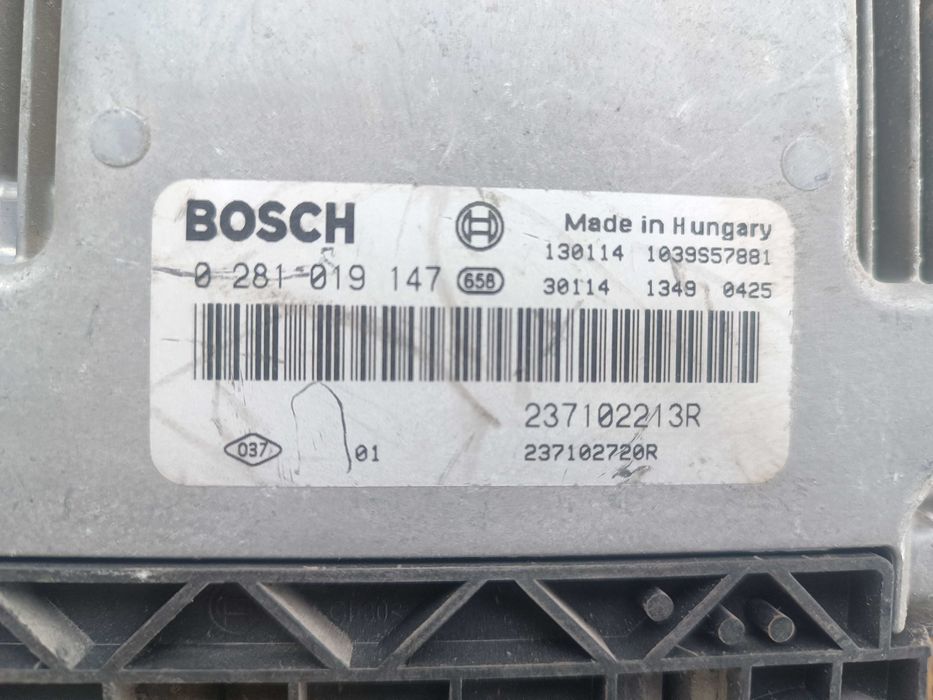 BOSCH
Made in Hungary
130114 1039S57881
0 281 019 147 658
30114 1349 0425
237102213R
037 01
237102720R